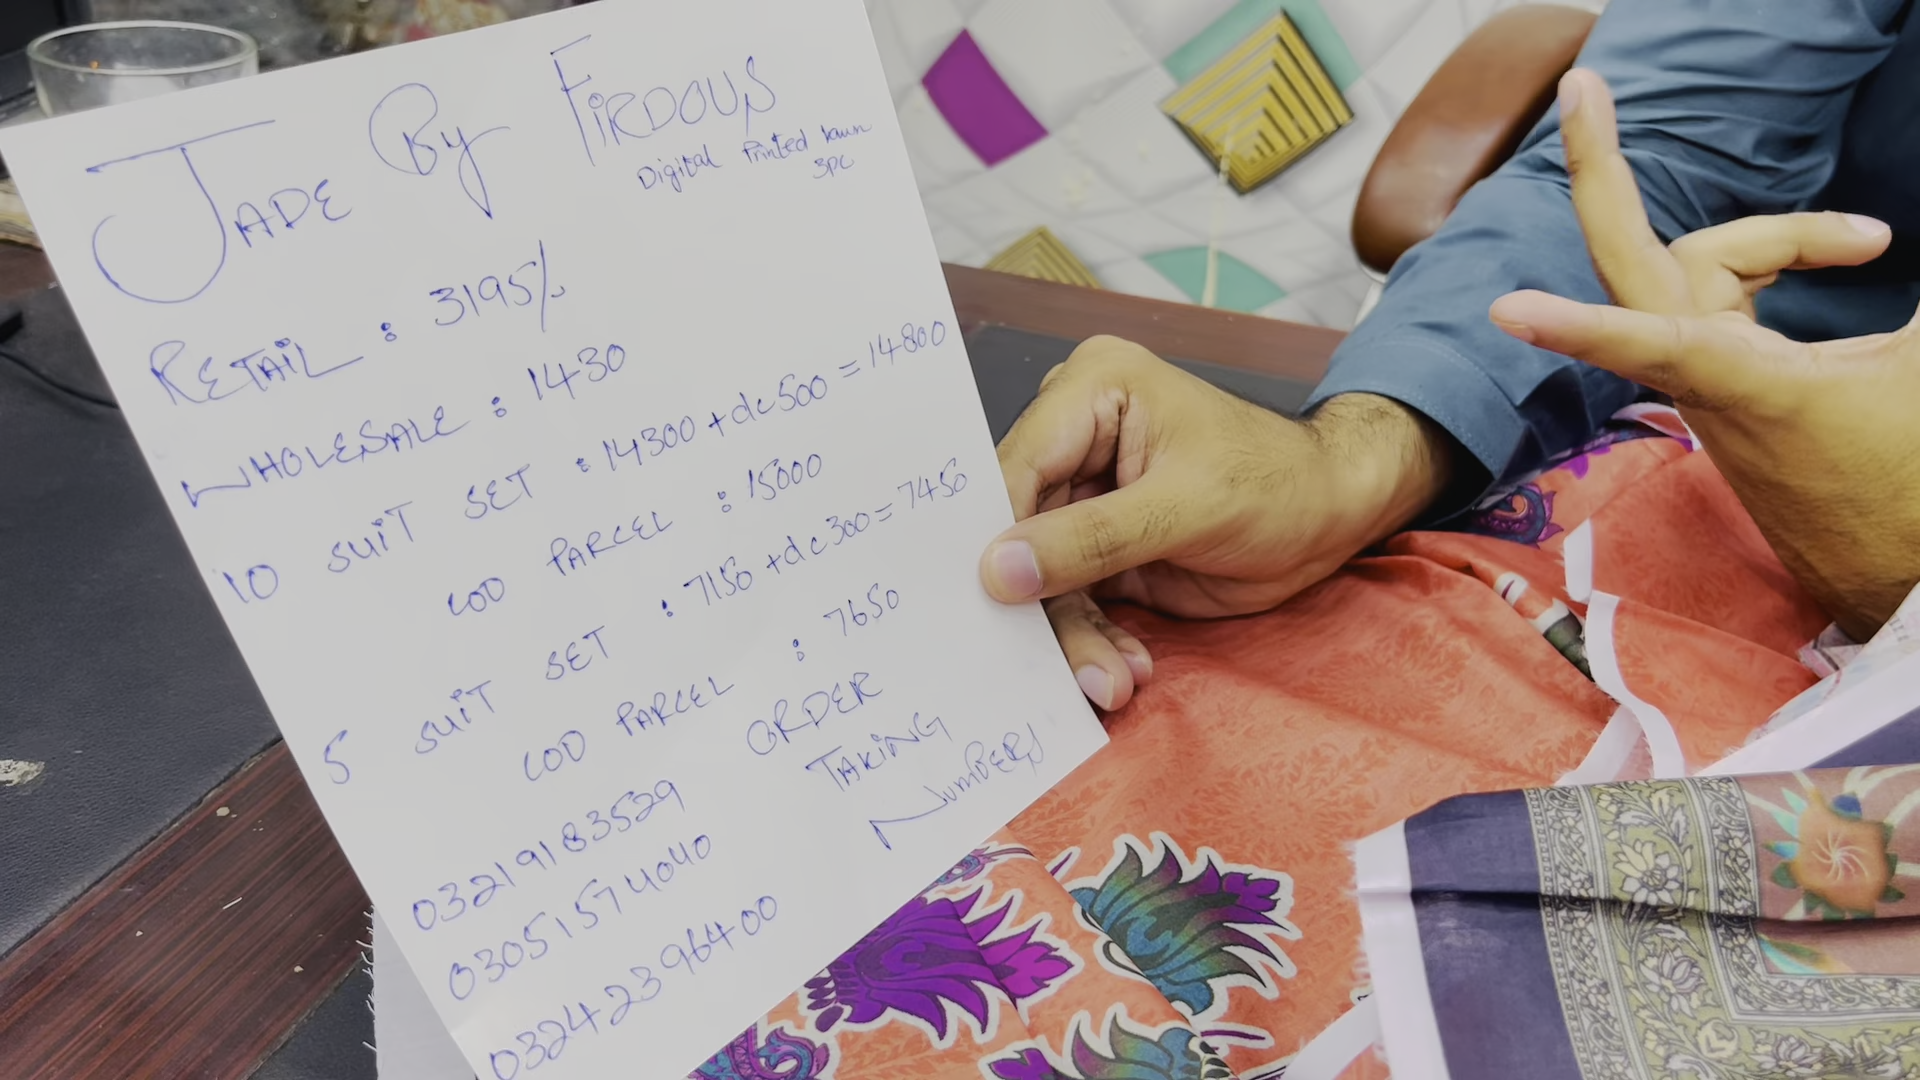 JADE By FIRDOUS
Digital Printed Lawn
3PC
RETAIL : 3195/.
WHOLESALE : 1430
10 SUIT SET : 14300 + dc 500 = 14800
COD PARCEL : 15000
5 SUIT SET : 7150 + dc 300 = 7450
COD PARCEL : 7650
ORDER
TAKING
NUMBERS
03219183529
03051574040
03242396400